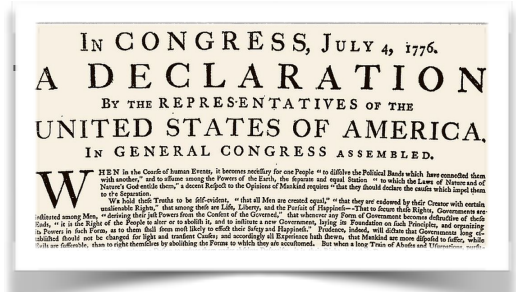 IN CONGRESS, JULY 4, 1776.
A DECLARATION
BY THE REPRESENTATIVES OF THE
UNITED STATES OF AMERICA,
IN GENERAL CONGRESS ASSEMBLED.
WHEN in the Course of human Events, it becomes necessary for one People "to dissolve the Political Bands which have connected them
with another," and to assume among the Powers of the Earth, the separate and equal Station "to which the Laws of Nature and of
Nature's God entitle them," a decent Respect to the Opinions of Mankind requires "that they should declare the causes which impel them
to the Separation.
We hold these Truths to be self-evident, "that all Men are created equal," "that they are endowed by their Creator with certain
unalienable Rights," that among these are Life, Liberty, and the Pursuit of Happiness—That to secure these Rights, Governments are
instituted among Men, "deriving their just Powers from the Consent of the Governed," that whenever any Form of Government becomes destructive of these
Ends, "it is the Right of the People to alter or to abolish it, and to institute a new Government, laying its Foundation on such Principles, and organizing
its Powers in such Form, as to them shall seem most likely to effect their Safety and Happiness." Prudence, indeed, will dictate that Governments long
established should not be changed for light and transient Causes; and accordingly all Experience hath shewn, that Mankind are more disposed to suffer, while
Evils are sufferable, than to right themselves by abolishing the Forms to which they are accustomed. But when a long Train of Abuses and Usurpations,